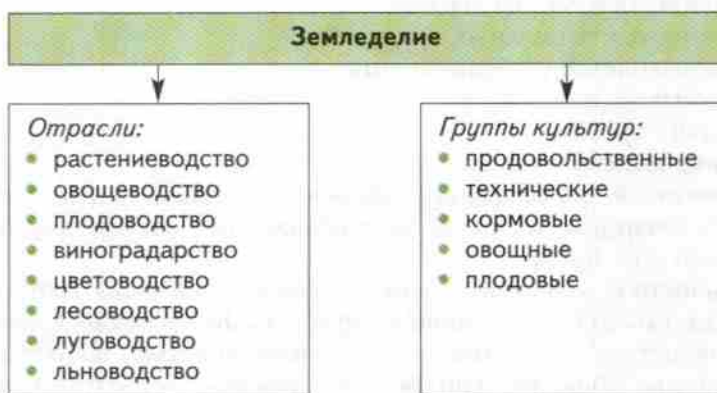 Земледелие
Отрасли:
• растениеводство
• овощеводство
• плодоводство
• виноградарство
• цветоводство
• лесоводство
• луговодство
• льноводство
Группы культур:
• продовольственные
• технические
• кормовые
• овощные
• плодовые